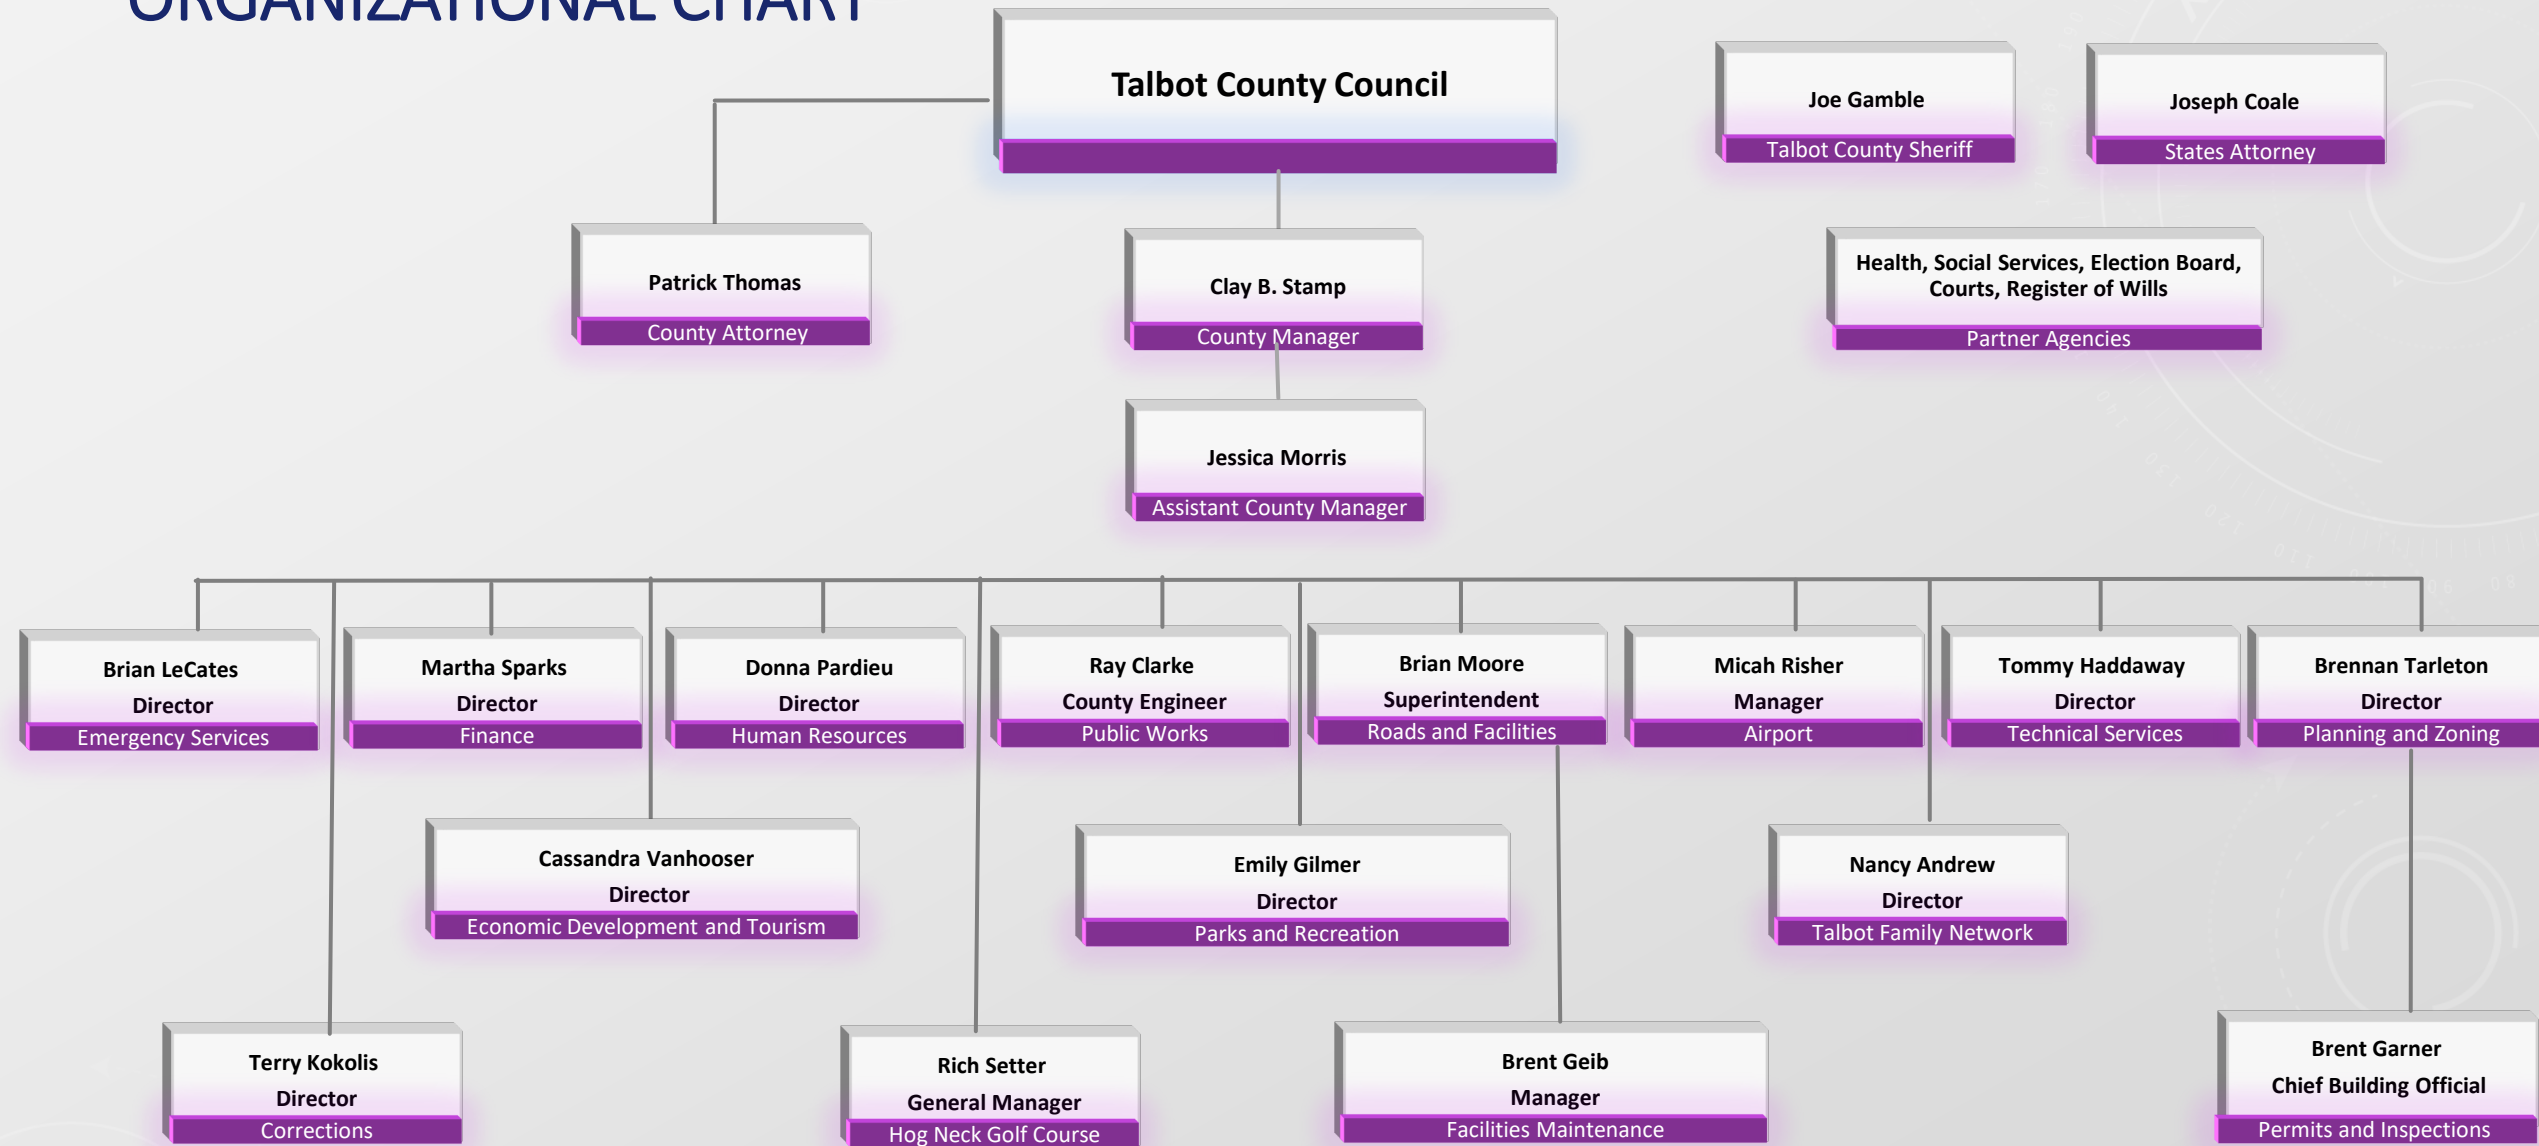 ORGANIZATIONAL CHART
Talbot County Council
Joe Gamble
Talbot County Sheriff
Joseph Coale
States Attorney
Patrick Thomas
County Attorney
Clay B. Stamp
County Manager
Health, Social Services, Election Board,
Courts, Register of Wills
Partner Agencies
Jessica Morris
Assistant County Manager
Brian LeCates
Director
Emergency Services
Martha Sparks
Director
Finance
Donna Pardieu
Director
Human Resources
Ray Clarke
County Engineer
Public Works
Brian Moore
Superintendent
Roads and Facilities
Micah Risher
Manager
Airport
Tommy Haddaway
Director
Technical Services
Brennan Tarleton
Director
Planning and Zoning
Cassandra Vanhooser
Director
Economic Development and Tourism
Emily Gilmer
Director
Parks and Recreation
Nancy Andrew
Director
Talbot Family Network
Terry Kokolis
Director
Corrections
Rich Setter
General Manager
Hog Neck Golf Course
Brent Geib
Manager
Facilities Maintenance
Brent Garner
Chief Building Official
Permits and Inspections